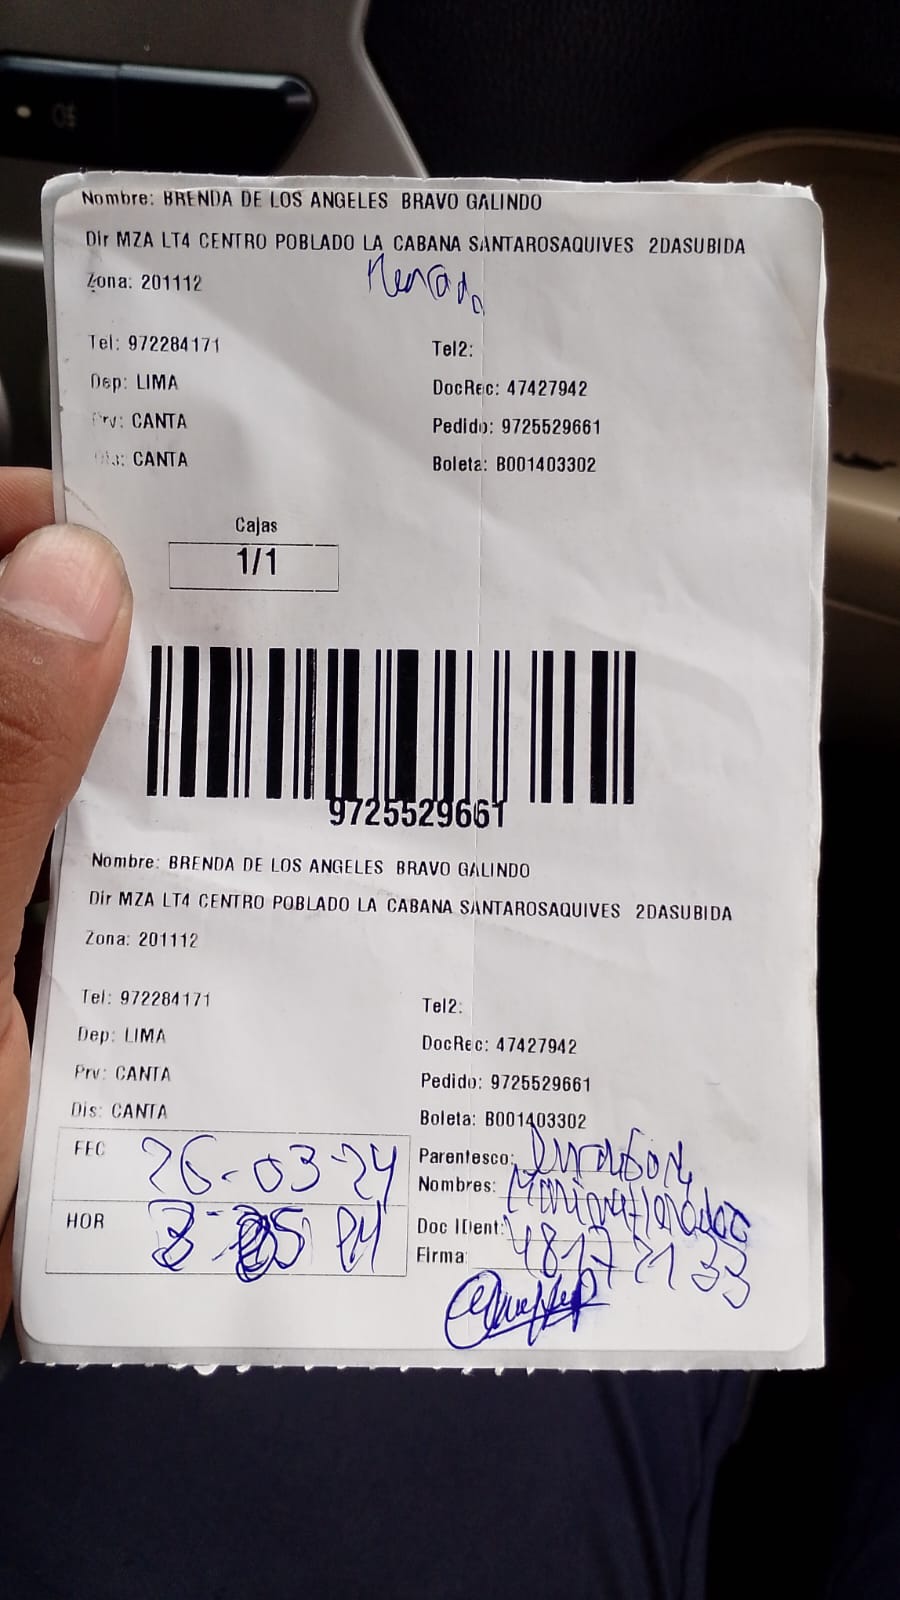 Nombre: BRENDA DE LOS ANGELES BRAVO GALINDO
Dir MZA LT4 CENTRO POBLADO LA CABANA SANTAROSAQUIVES 2DASUBIDA
Zona: 201112
Tel: 972284171 Tel2:
Dep: LIMA DocRec: 47427942
Prv: CANTA Pedido: 9725529661
Dis: CANTA Boleta: B001403302
Cajas
1/1
9725529661
Nombre: BRENDA DE LOS ANGELES BRAVO GALINDO
Dir MZA LT4 CENTRO POBLADO LA CABANA SANTAROSAQUIVES 2DASUBIDA
Zona: 201112
Tel: 972284171 Tel2:
Dep: LIMA DocRec: 47427942
Prv: CANTA Pedido: 9725529661
Dis: CANTA Boleta: B001403302
FEC 26-03-24 Parentesco:
Nombres:
HOR Doc IDent: 48172133
Firma: